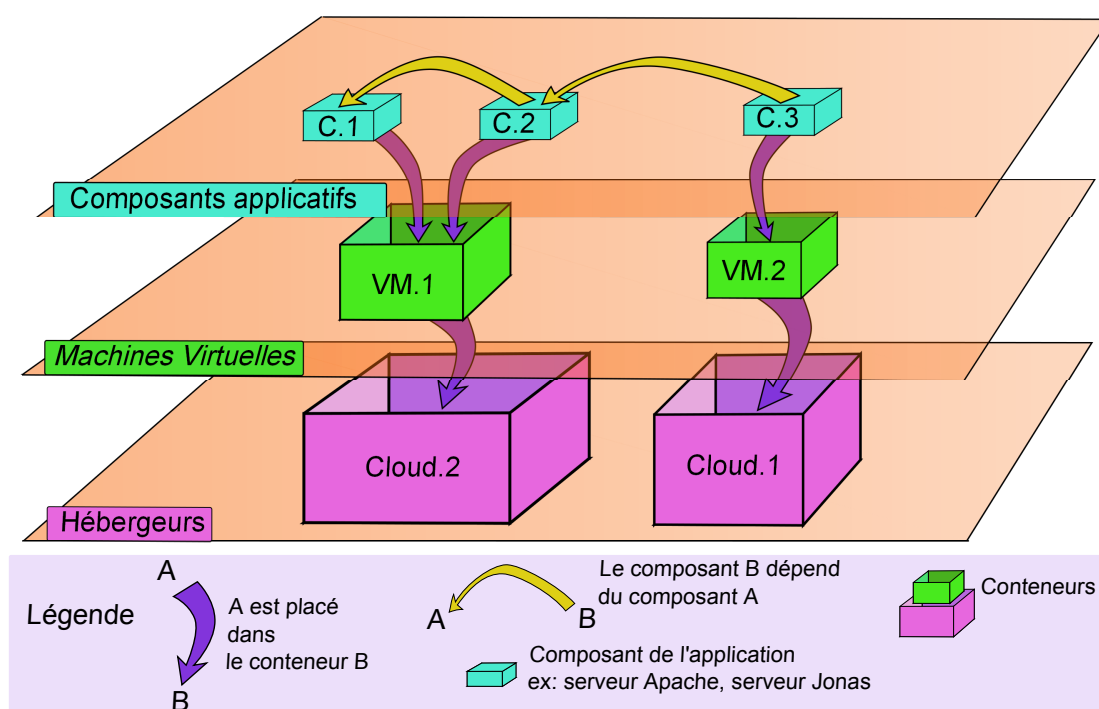 C.1
C.2
C.3
Composants applicatifs
VM.1
VM.2
Machines Virtuelles
Cloud.2
Cloud.1
Hébergeurs
Légende
A
A est placé
dans
le conteneur B
B
A
B
Le composant B dépend
du composant A
Composant de l'application
ex: serveur Apache, serveur Jonas
Conteneurs